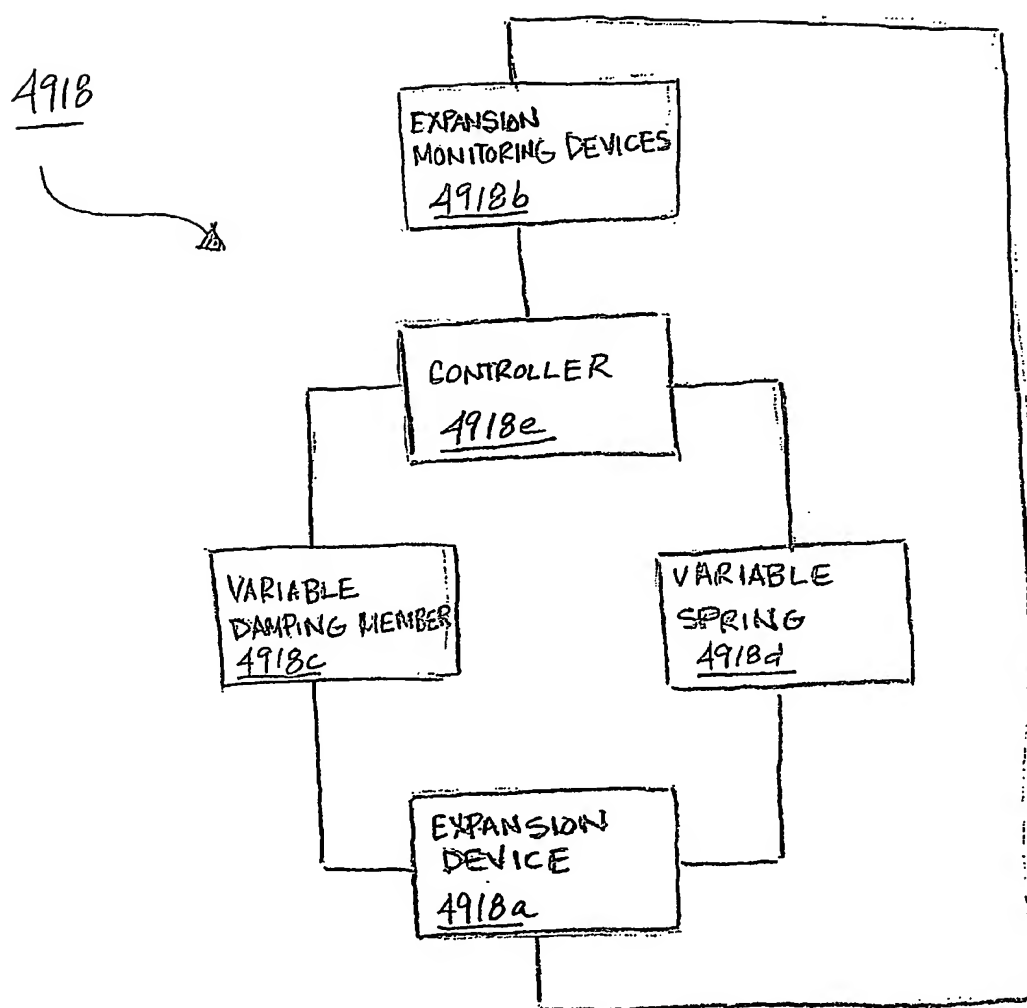 4918
EXPANSION
MONITORING DEVICES
4918b
CONTROLLER
4918e
VARIABLE
DAMPING MEMBER
4918c
VARIABLE
SPRING
4918d
EXPANSION
DEVICE
4918a